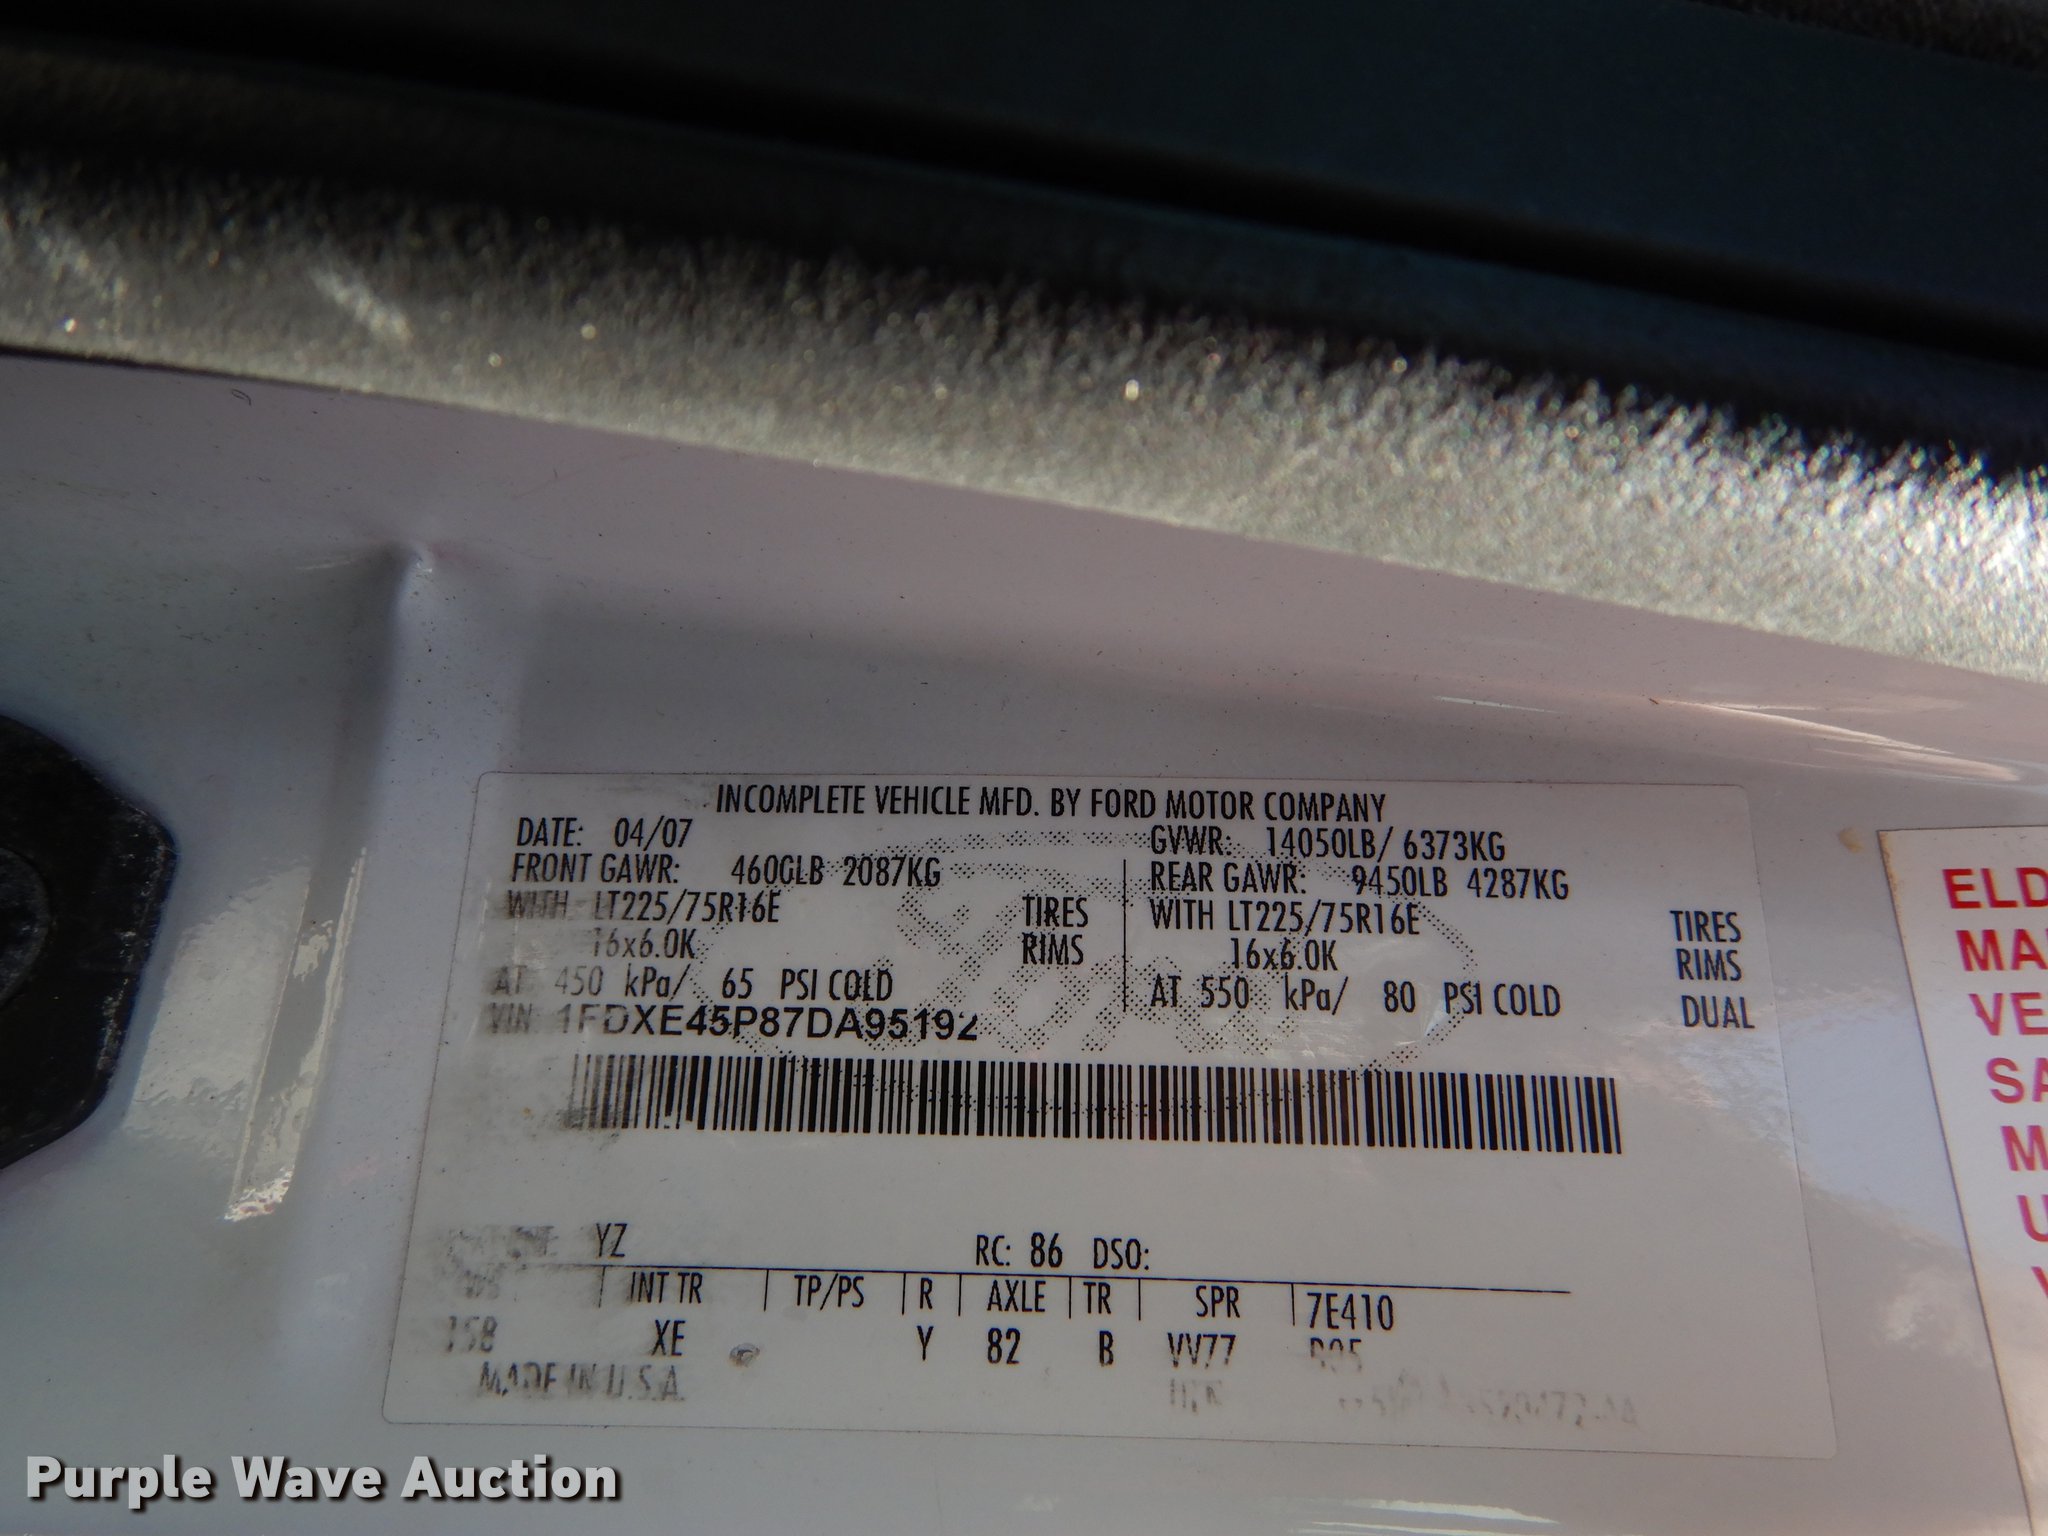 INCOMPLETE VEHICLE MFD. BY FORD MOTOR COMPANY
DATE: 04/07 GVWR: 14050LB/ 6373KG
FRONT GAWR: 4600LB 2087KG REAR GAWR: 9450LB 4287KG
WITH LT225/75R16E TIRES WITH LT225/75R16E TIRES
16x6.0K RIMS 16x6.0K RIMS
AT 450 kPa/ 65 PSI COLD AT 550 kPa/ 80 PSI COLD DUAL
VIN: 1FDXE45P87DA95192
YZ RC: 86 DSO:
INT TR TP/PS R AXLE TR SPR 7E410
158 XE Y 82 B VV77
MADE IN U.S.A.
ELD
MA
VE
SA
M
U
Purple Wave Auction